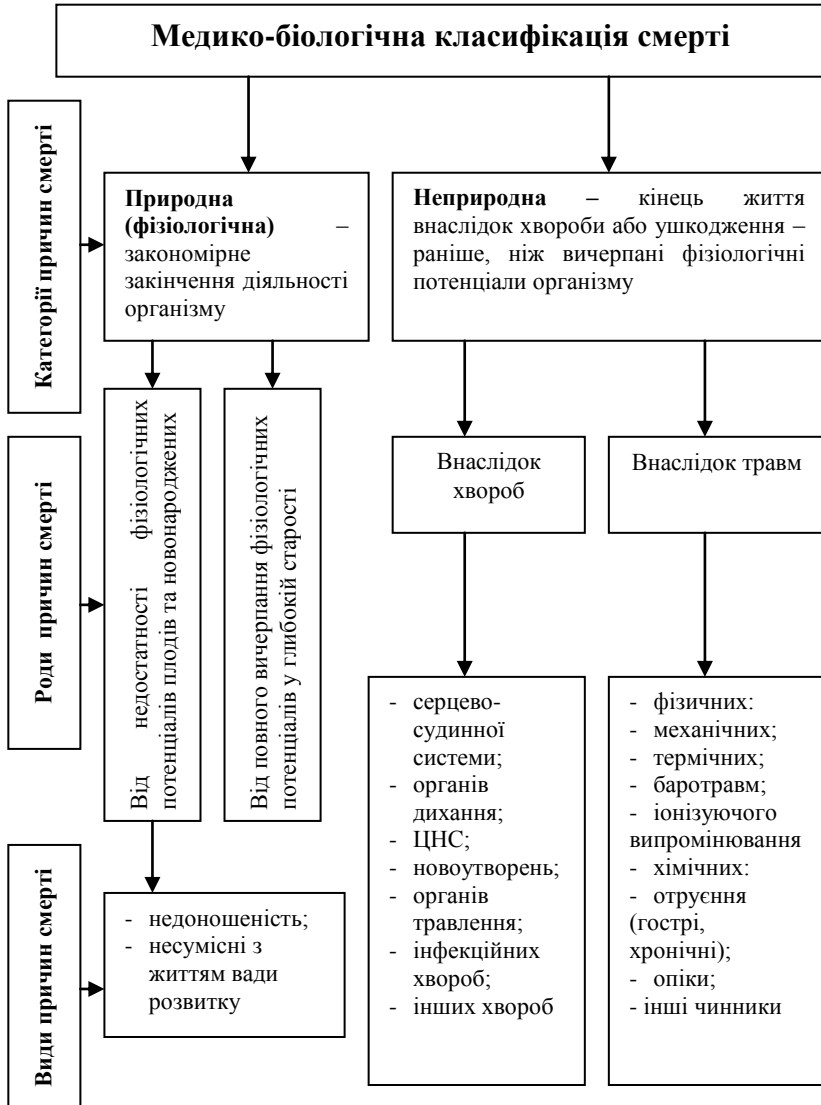 Медико-біологічна класифікація смерті
Категорії причин смерті
Природна
(фізіологічна) –
закономірне
закінчення діяльності
організму
Неприродна – кінець життя
внаслідок хвороби або ушкодження –
раніше, ніж вичерпані фізіологічні
потенціали організму
Роди причин смерті
Від недостатності фізіологічних
потенціалів плодів та новонароджених
Від повного вичерпання фізіологічних
потенціалів у глибокій старості
Внаслідок
хвороб
Внаслідок травм
- серцево-
судинної
системи;
- органів
дихання;
- ЦНС;
- новоутворень;
- органів
травлення;
- інфекційних
хвороб;
- інших хвороб
- фізичних:
- механічних;
- термічних;
- баротравм;
- іонізуючого
випромінювання
- хімічних:
- отруєння
(гострі,
хронічні);
- опіки;
- інші чинники
Види причин смерті
- недоношеність;
- несумісні з
життям вади
розвитку